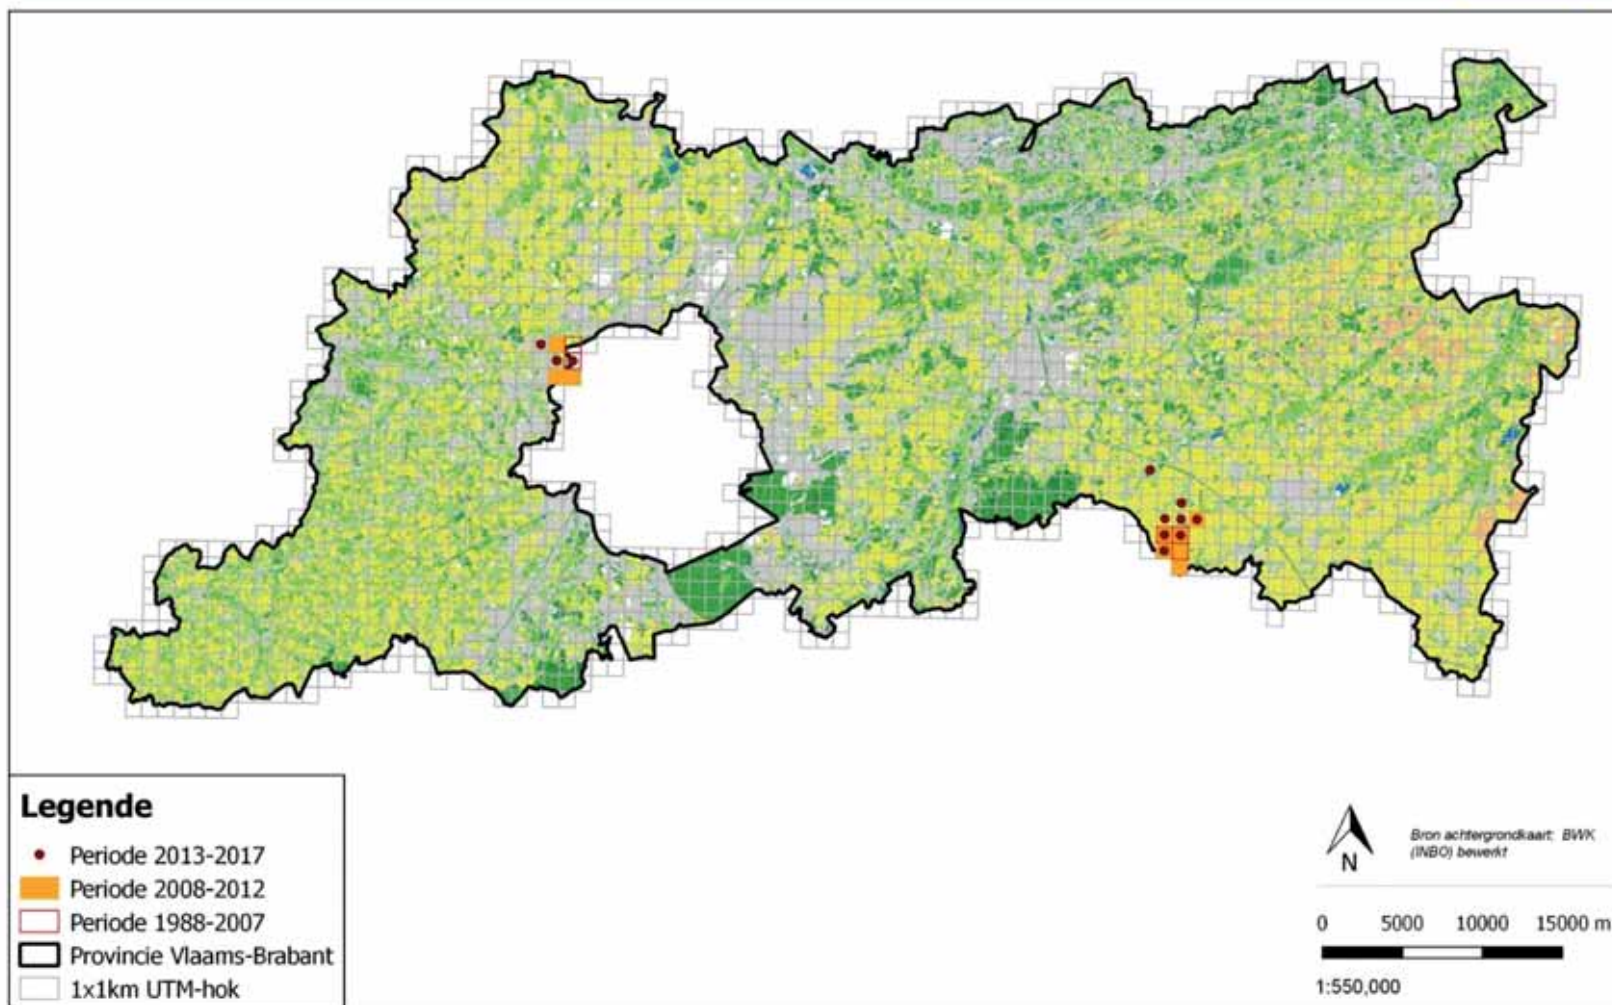 Legende
Periode 2013-2017
Periode 2008-2012
Periode 1988-2007
Provincie Vlaams-Brabant
1x1km UTM-hok
N
Bron achtergrondkaart: BWK
(INBO) bewerkt
0 5000 10000 15000 m
1:550,000